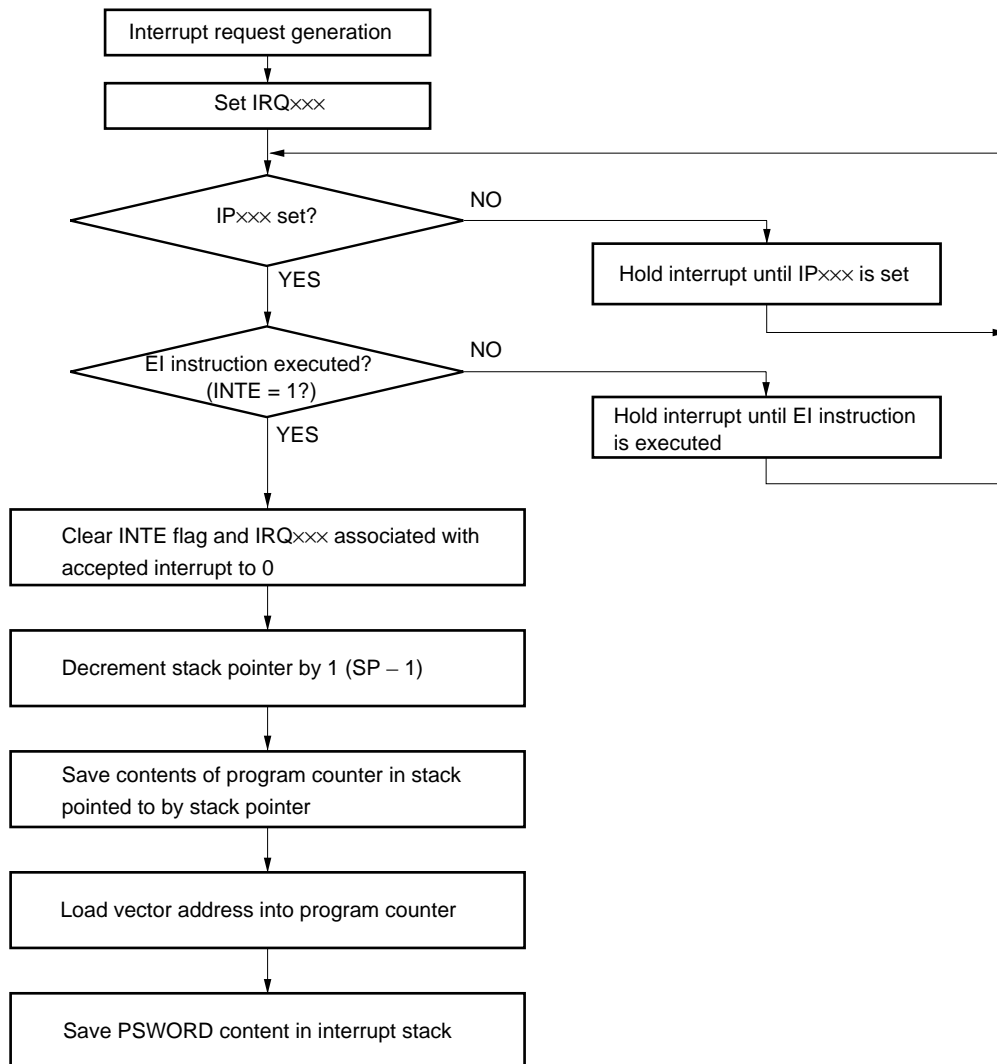 Interrupt request generation
Set IRQ×××
IP××× set?
NO
YES
Hold interrupt until IP××× is set
EI instruction executed?
(INTE = 1?)
NO
YES
Hold interrupt until EI instruction
is executed
Clear INTE flag and IRQ××× associated with
accepted interrupt to 0
Decrement stack pointer by 1 (SP – 1)
Save contents of program counter in stack
pointed to by stack pointer
Load vector address into program counter
Save PSWORD content in interrupt stack